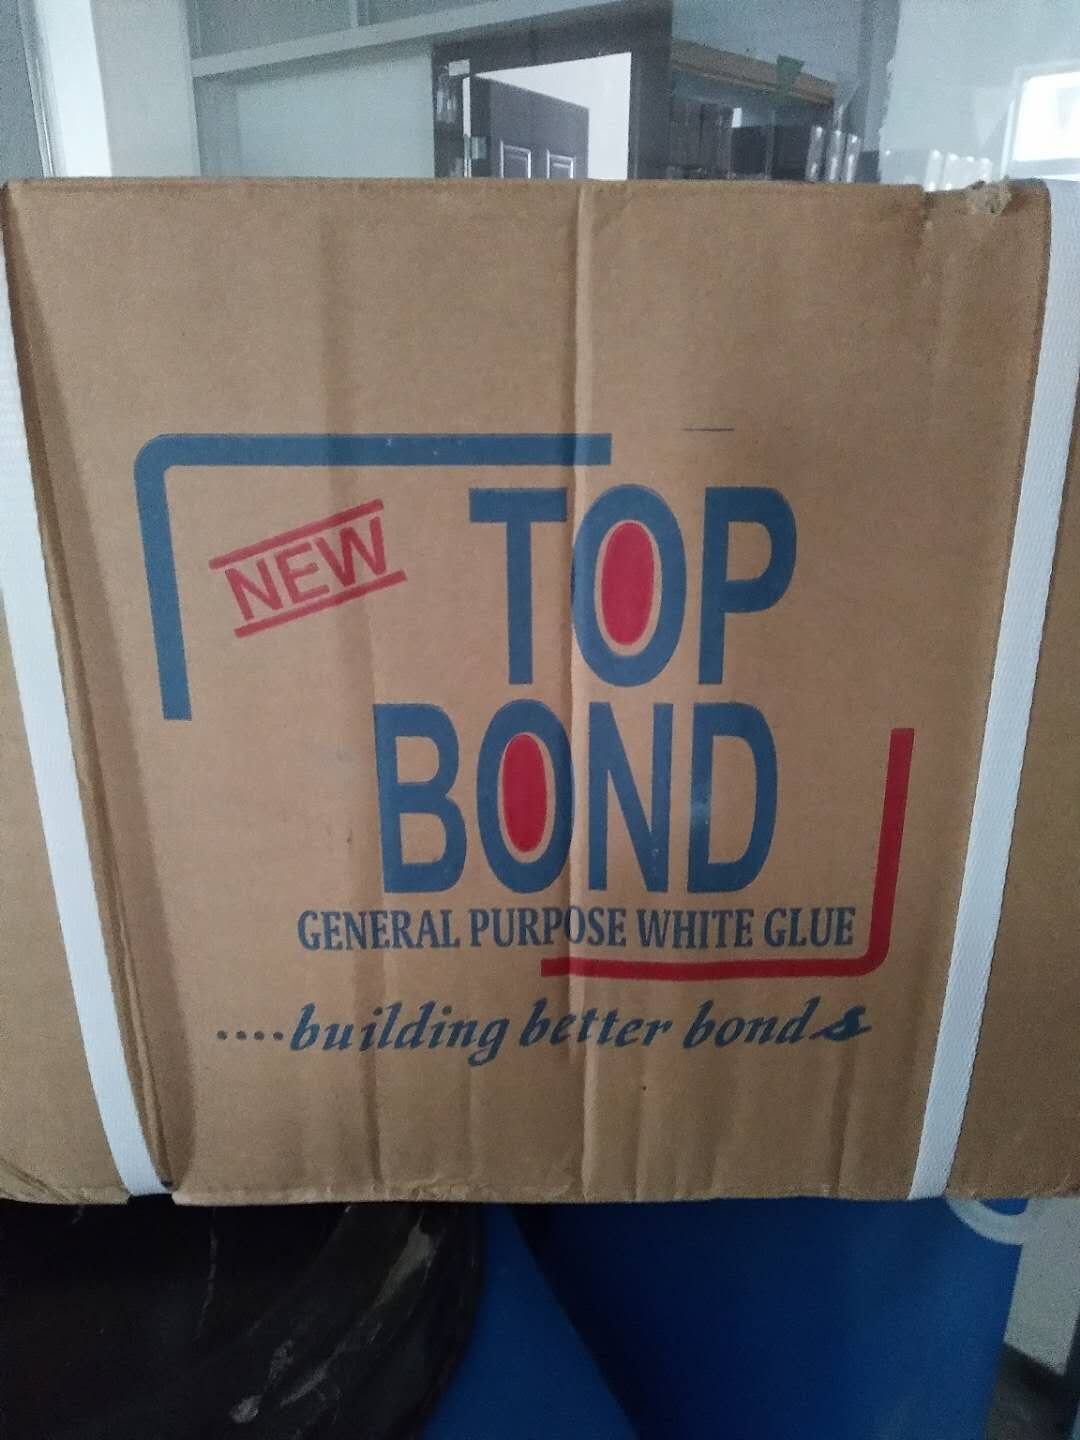 NEW
TOP
BOND
GENERAL PURPOSE WHITE GLUE
....building better bonds